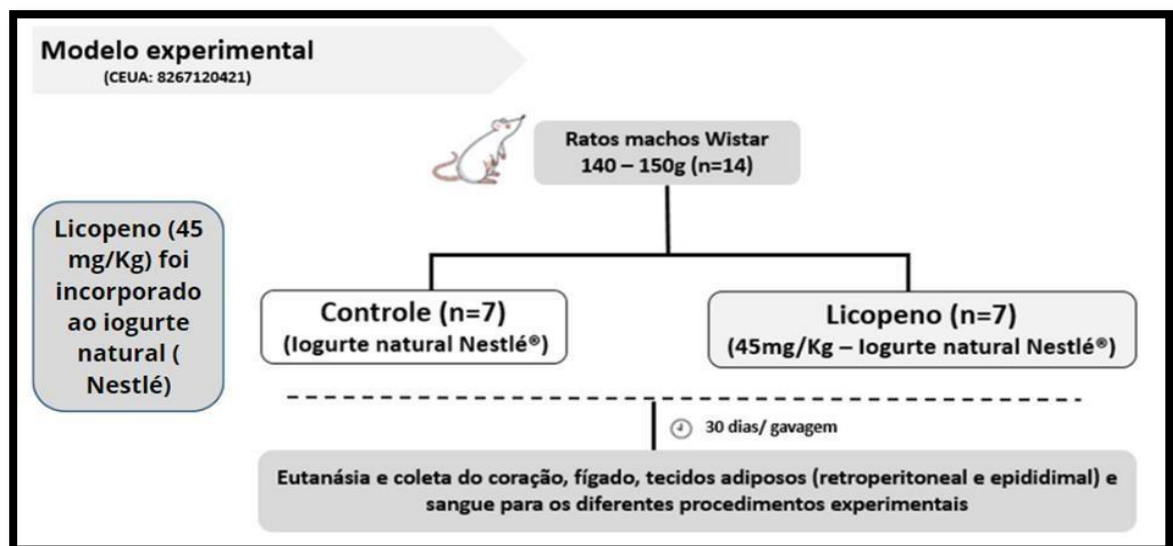 Modelo experimental
(CEUA: 8267120421)
Ratos machos Wistar
140 – 150g (n=14)
Licopeno (45
mg/Kg) foi
incorporado
ao iogurte
natural (
Nestlé)
Controle (n=7)
(Iogurte natural Nestlé®)
Licopeno (n=7)
(45mg/Kg – Iogurte natural Nestlé®)
30 dias/ gavagem
Eutanásia e coleta do coração, fígado, tecidos adiposos (retroperitoneal e epididimal) e
sangue para os diferentes procedimentos experimentais